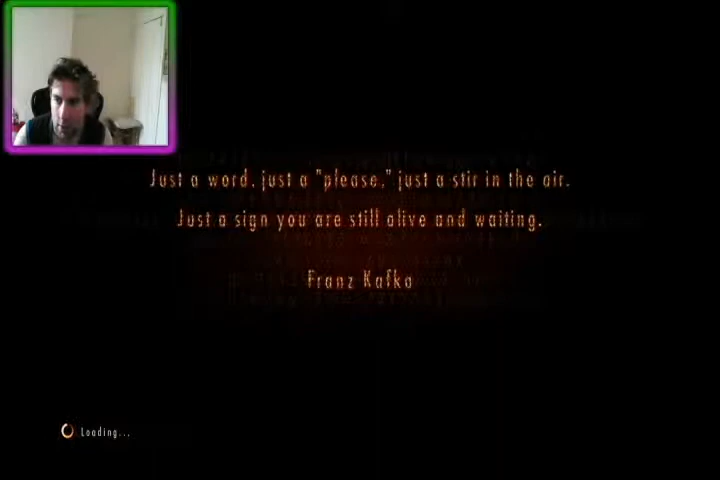 Just a word, just a "please," just a stir in the air.
Just a sign you are still alive and waiting.
Franz Kafka
Loading...